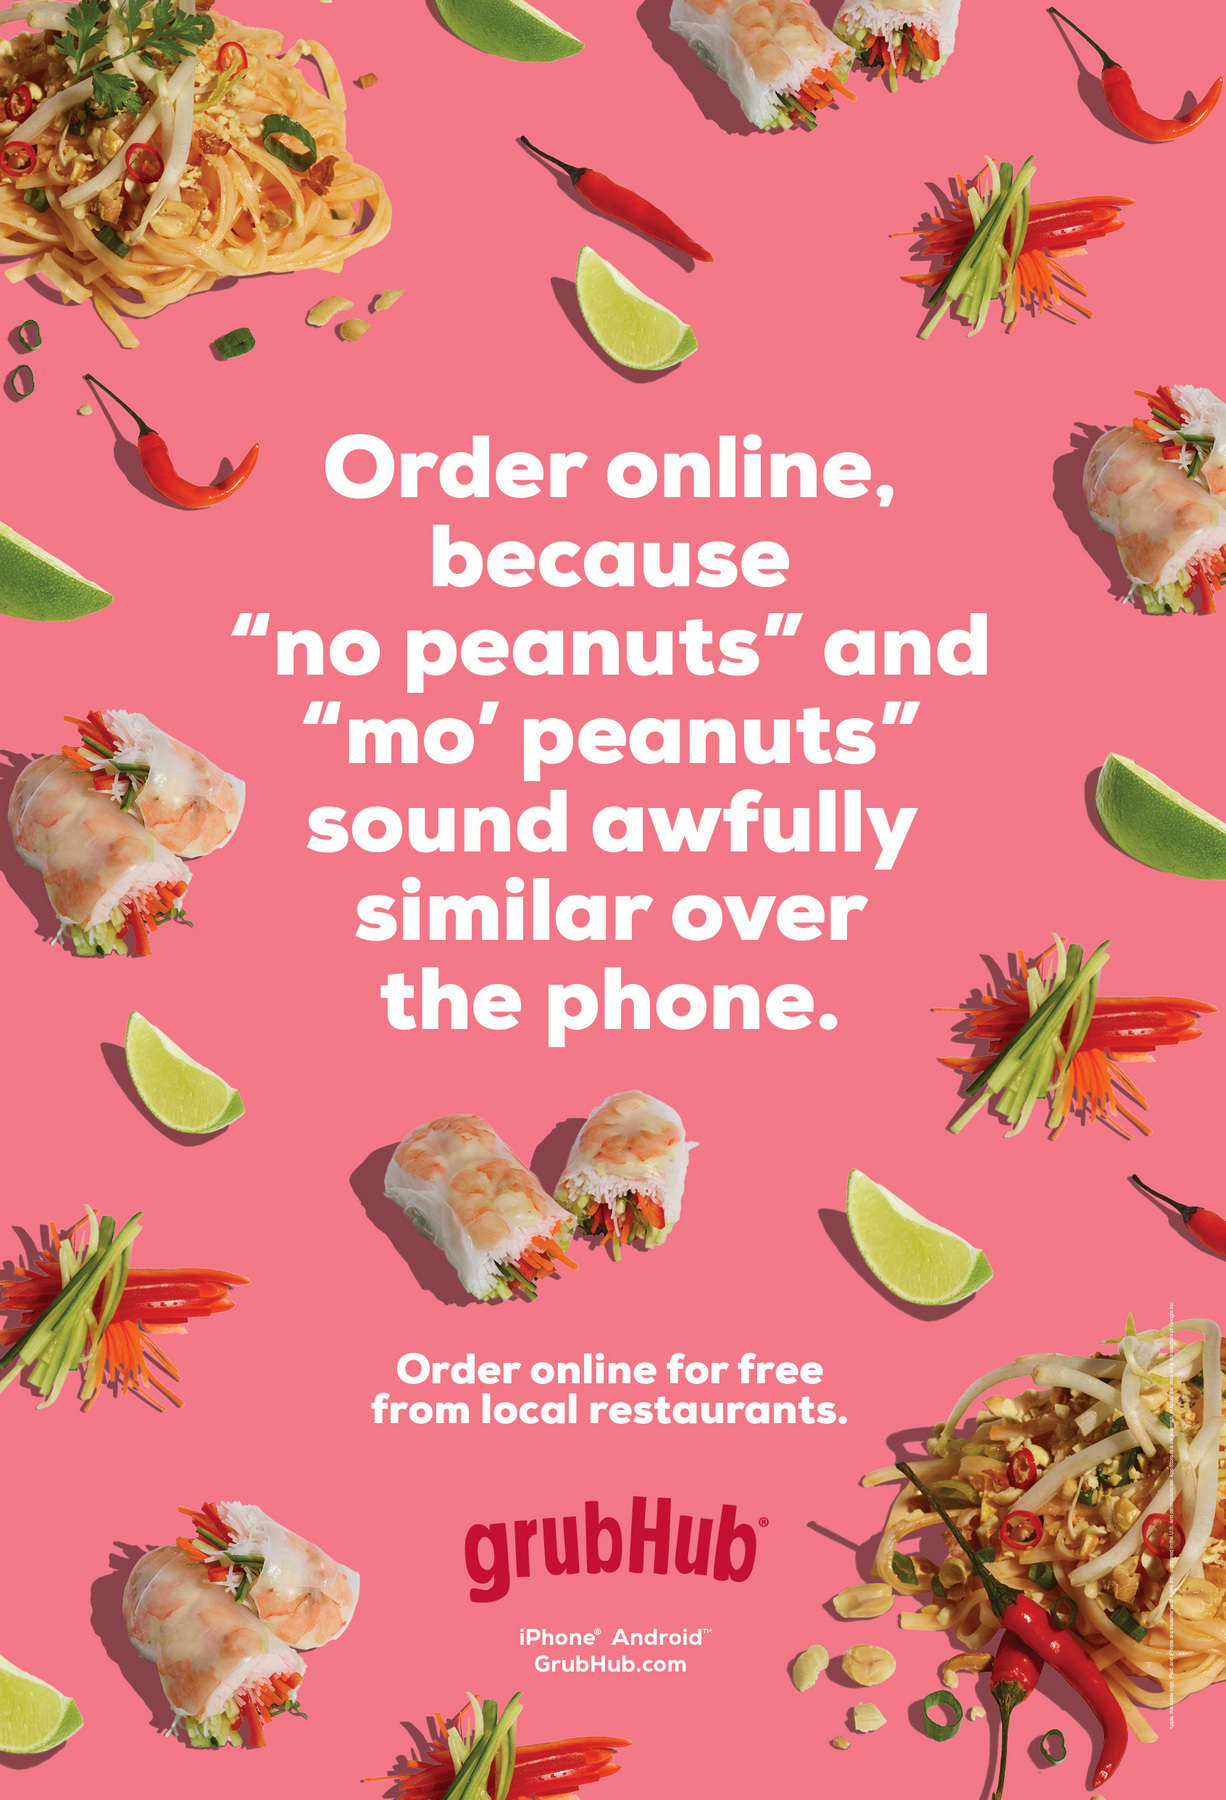 Order online,
because
“no peanuts” and
“mo’ peanuts”
sound awfully
similar over
the phone.
Order online for free
from local restaurants.
grubHub®
iPhone® Android™
GrubHub.com